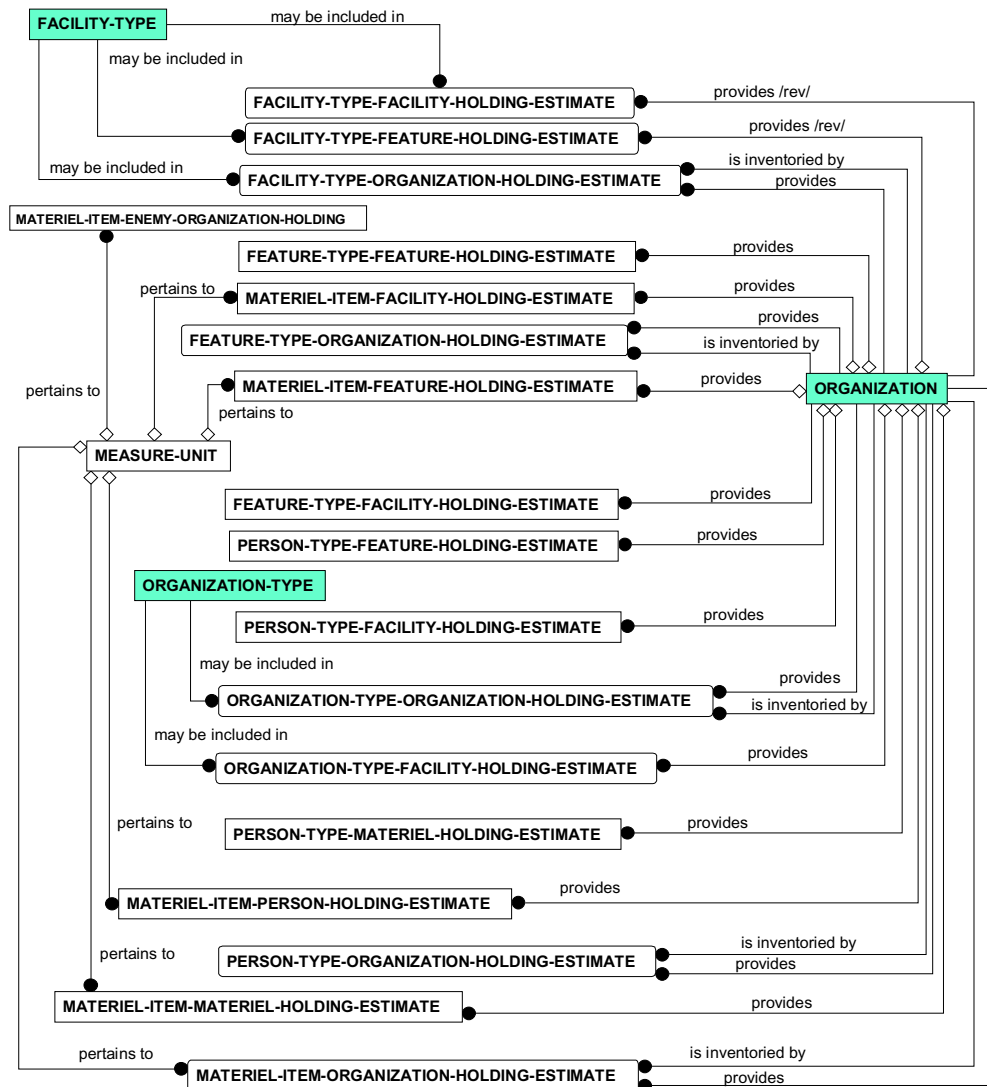 may be included in
FACILITY-TYPE
may be included in
provides /rev/
FACILITY-TYPE-FACILITY-HOLDING-ESTIMATE
provides /rev/
FACILITY-TYPE-FEATURE-HOLDING-ESTIMATE
is inventoried by
may be included in
FACILITY-TYPE-ORGANIZATION-HOLDING-ESTIMATE
provides
MATERIEL-ITEM-ENEMY-ORGANIZATION-HOLDING
provides
FEATURE-TYPE-FEATURE-HOLDING-ESTIMATE
pertains to
provides
MATERIEL-ITEM-FACILITY-HOLDING-ESTIMATE
provides
FEATURE-TYPE-ORGANIZATION-HOLDING-ESTIMATE
is inventoried by
provides
MATERIEL-ITEM-FEATURE-HOLDING-ESTIMATE
ORGANIZATION
pertains to
pertains to
MEASURE-UNIT
provides
FEATURE-TYPE-FACILITY-HOLDING-ESTIMATE
provides
PERSON-TYPE-FEATURE-HOLDING-ESTIMATE
ORGANIZATION-TYPE
provides
PERSON-TYPE-FACILITY-HOLDING-ESTIMATE
may be included in
provides
ORGANIZATION-TYPE-ORGANIZATION-HOLDING-ESTIMATE
is inventoried by
may be included in
provides
ORGANIZATION-TYPE-FACILITY-HOLDING-ESTIMATE
pertains to
provides
PERSON-TYPE-MATERIEL-HOLDING-ESTIMATE
provides
MATERIEL-ITEM-PERSON-HOLDING-ESTIMATE
is inventoried by
pertains to
PERSON-TYPE-ORGANIZATION-HOLDING-ESTIMATE
provides
MATERIEL-ITEM-MATERIEL-HOLDING-ESTIMATE
provides
pertains to
is inventoried by
MATERIEL-ITEM-ORGANIZATION-HOLDING-ESTIMATE
provides